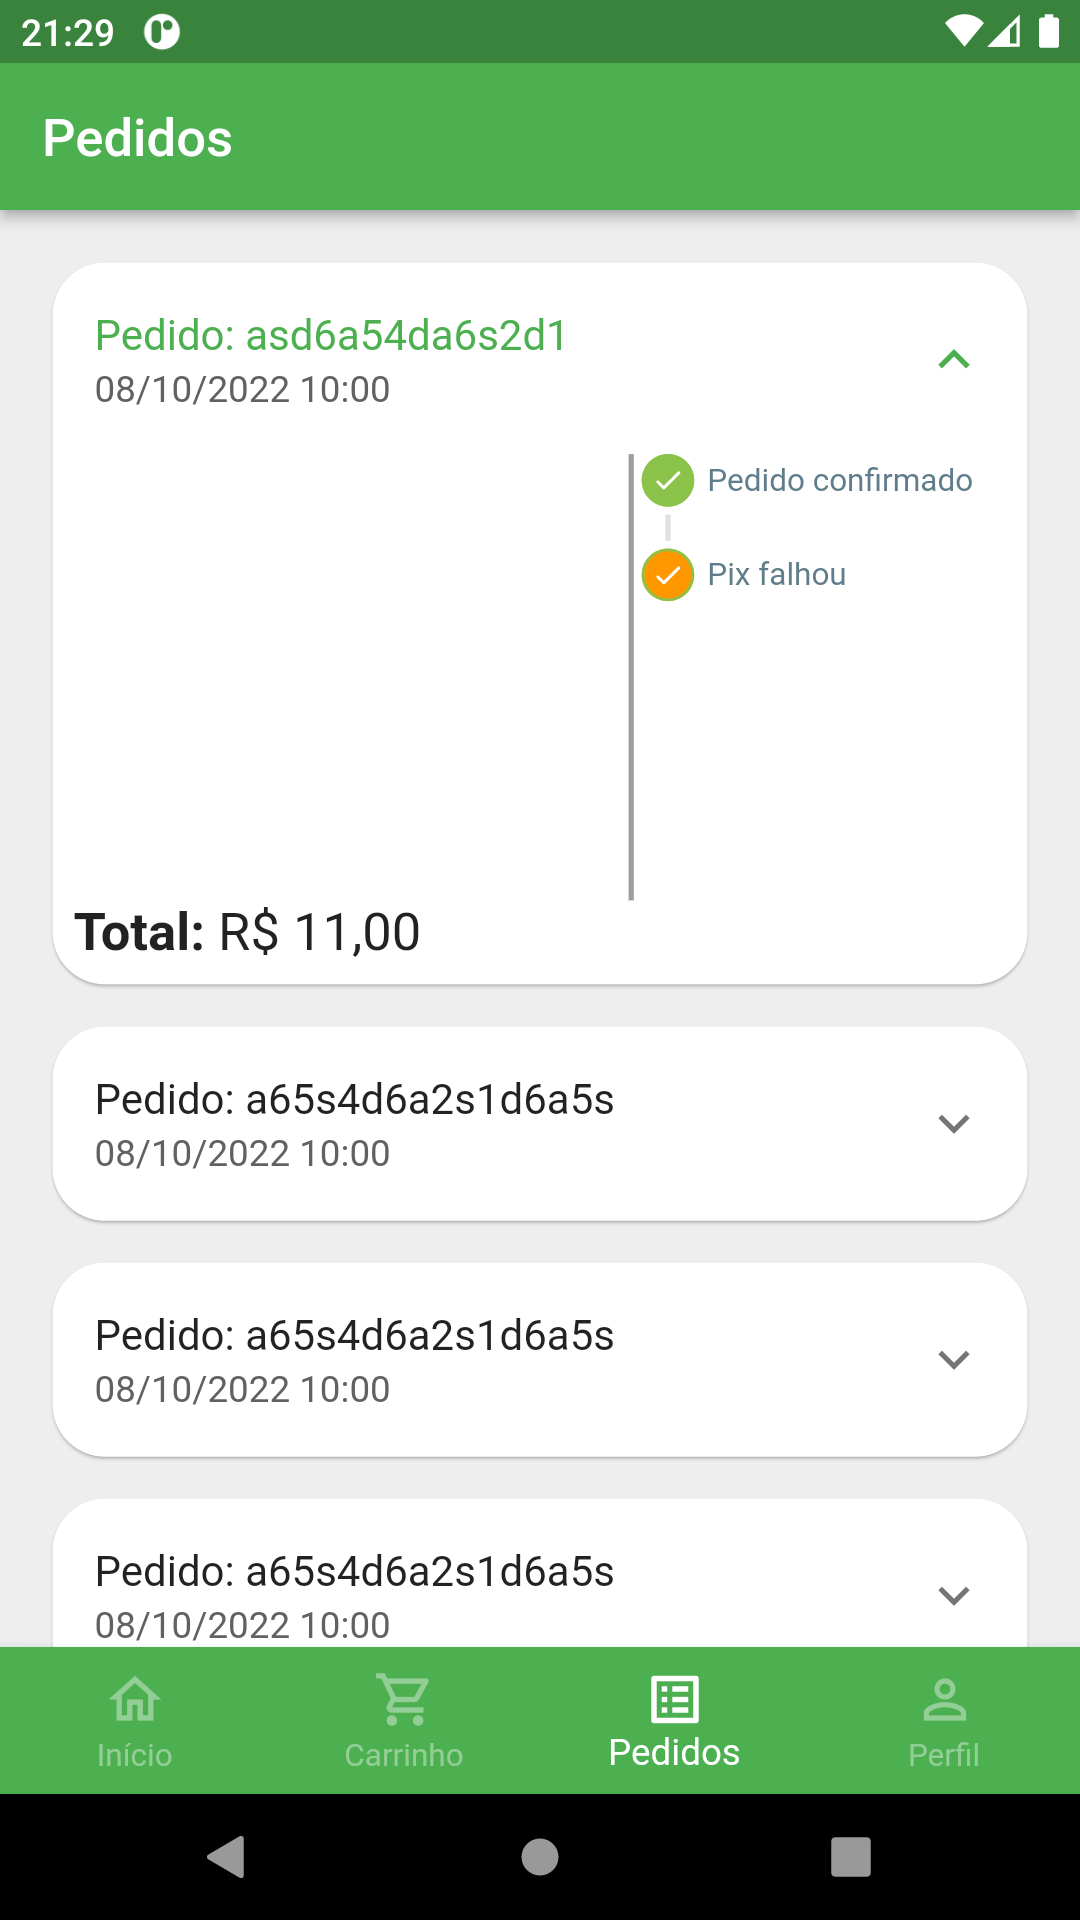 21:29
Pedidos
Pedido: asd6a54da6s2d1
08/10/2022 10:00
Pedido confirmado
Pix falhou
Total: R$ 11,00
Pedido: a65s4d6a2s1d6a5s
08/10/2022 10:00
Pedido: a65s4d6a2s1d6a5s
08/10/2022 10:00
Pedido: a65s4d6a2s1d6a5s
08/10/2022 10:00
Início
Carrinho
Pedidos
Perfil